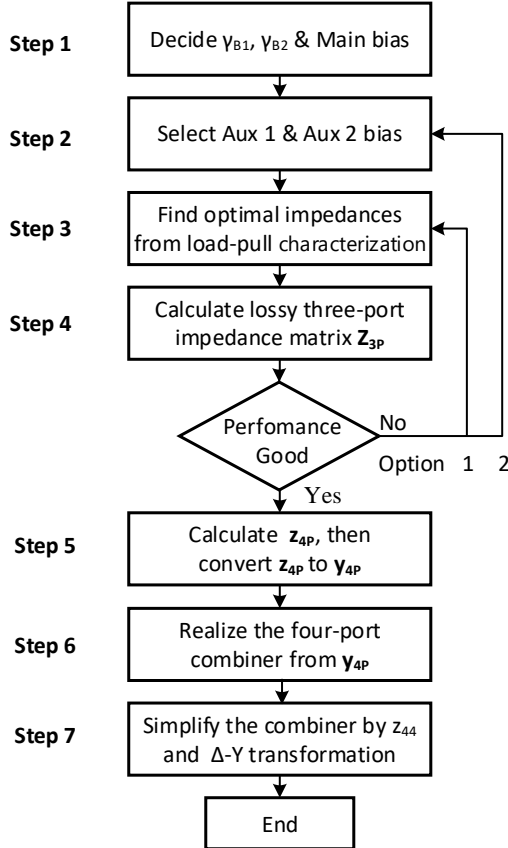 Step 1
Decide γB1, γB2 & Main bias
Step 2
Select Aux 1 & Aux 2 bias
Step 3
Find optimal impedances
from load-pull characterization
Step 4
Calculate lossy three-port
impedance matrix Z3P
Perfomance
Good
No
Option 1 2
Yes
Step 5
Calculate z4P, then
convert z4P to y4P
Step 6
Realize the four-port
combiner from y4P
Step 7
Simplify the combiner by z44
and Δ-Y transformation
End